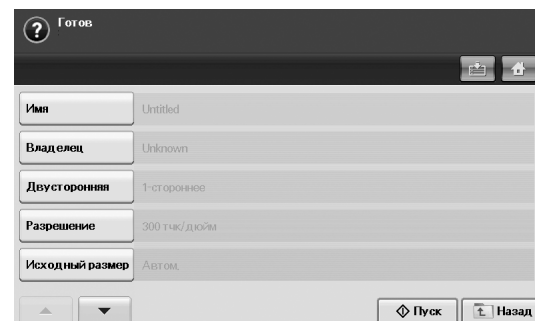 Готов
Имя Untitled
Владелец Unknown
Двусторонняя 1-стороннее
Разрешение 300 тчк/дюйм
Исходный размер Автом.
Пуск Назад